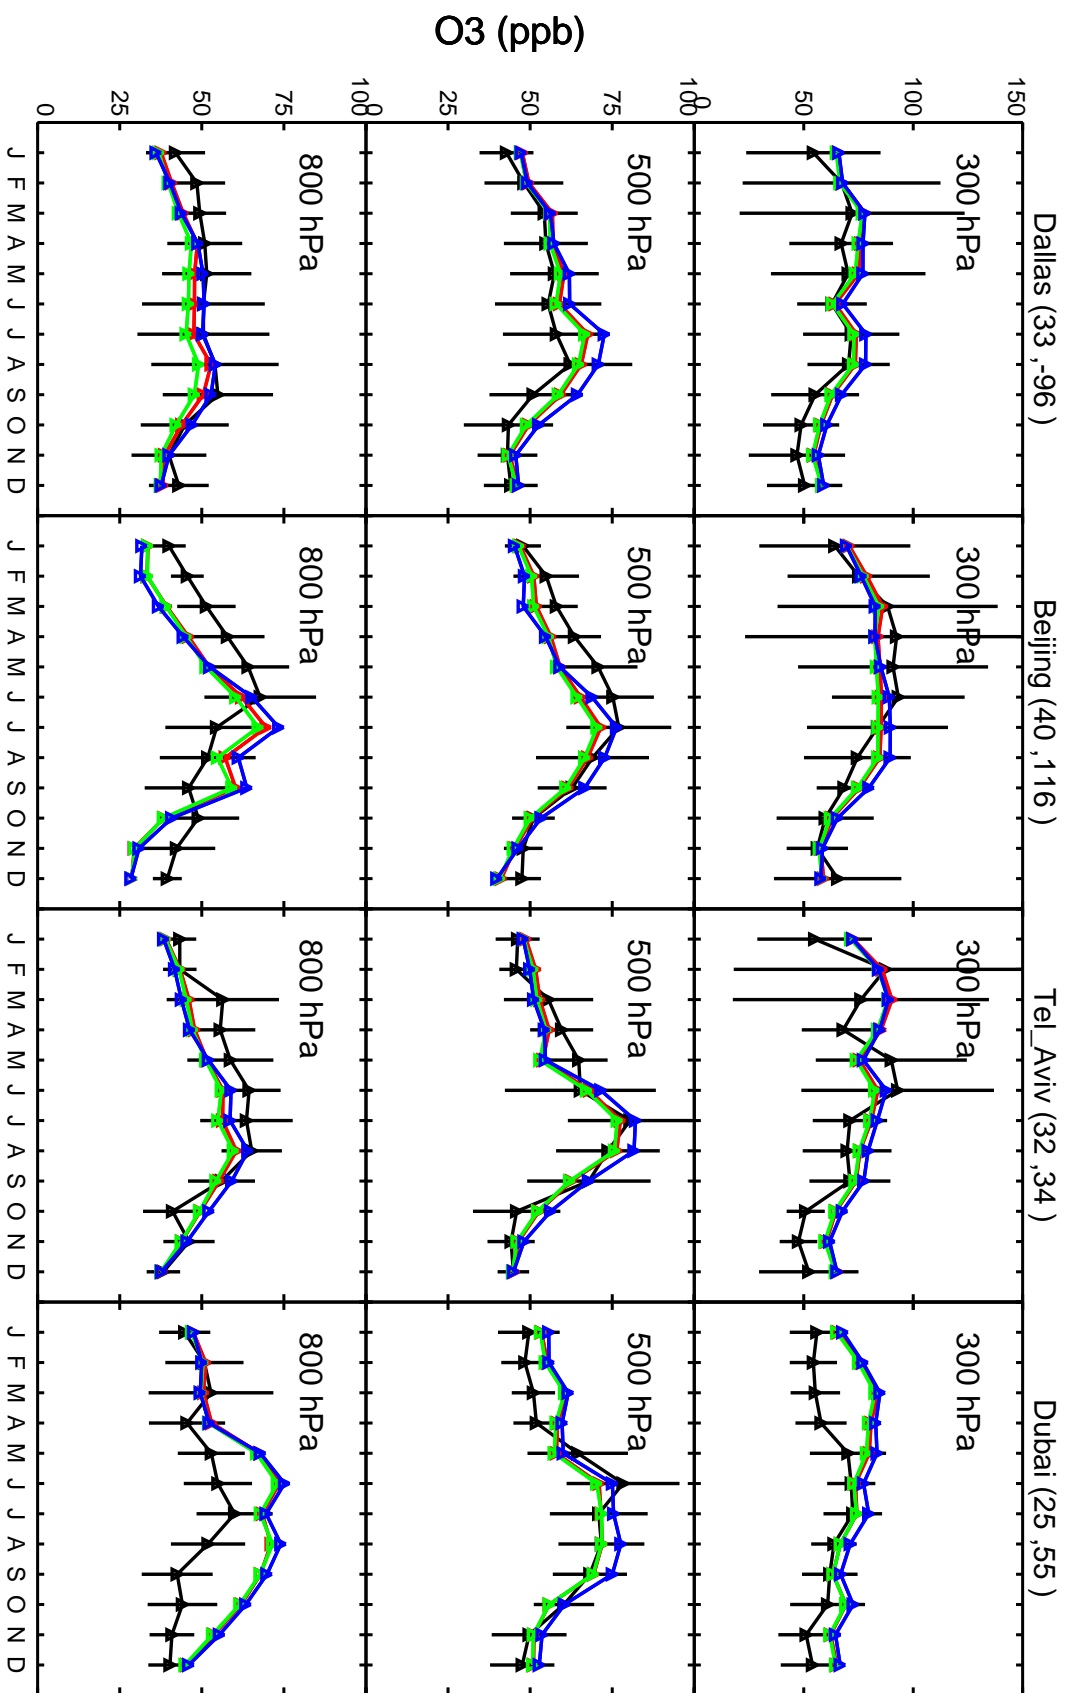 Dallas (33 ,-96 ) Beijing (40 ,116 ) Tel_Aviv (32 ,34 ) Dubai (25 ,55 )
150
300 hPa 300 hPa 300 hPa 300 hPa
100
50
0
100
500 hPa 500 hPa 500 hPa 500 hPa
75
50
25
0
100
800 hPa 800 hPa 800 hPa 800 hPa
75
50
25
0
J F M A M J J A S O N D J F M A M J J A S O N D J F M A M J J A S O N D J F M A M J J A S O N D
O3 (ppb)